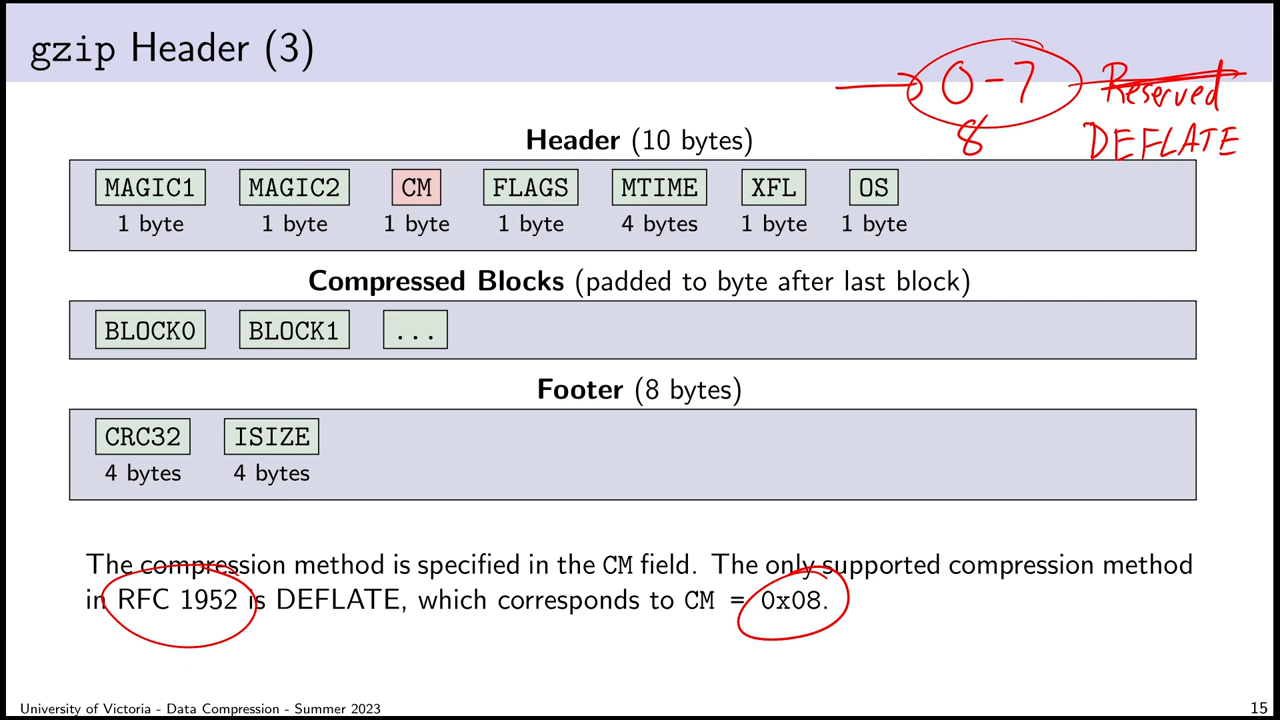 gzip Header (3)
0-7 Reserved
8 DEFLATE
Header (10 bytes)
MAGIC1 MAGIC2 CM FLAGS MTIME XFL OS
1 byte 1 byte 1 byte 1 byte 4 bytes 1 byte 1 byte
Compressed Blocks (padded to byte after last block)
BLOCK0 BLOCK1 ...
Footer (8 bytes)
CRC32 ISIZE
4 bytes 4 bytes
The compression method is specified in the CM field. The only supported compression method
in RFC 1952 is DEFLATE, which corresponds to CM = 0x08.
University of Victoria - Data Compression - Summer 2023 15